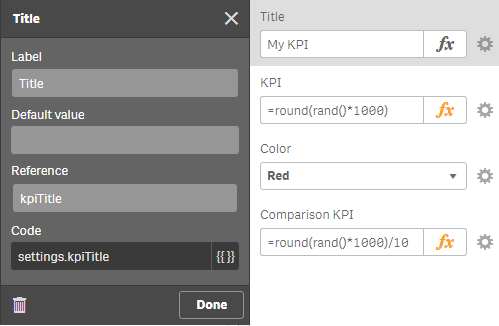 Title
Label
Title
Default value
Reference
kpiTitle
Code
settings.kpiTitle {{ }}
Done
Title
My KPI fx
KPI
=round(rand()*1000) fx
Color
Red
Comparison KPI
=round(rand()*1000)/10 fx